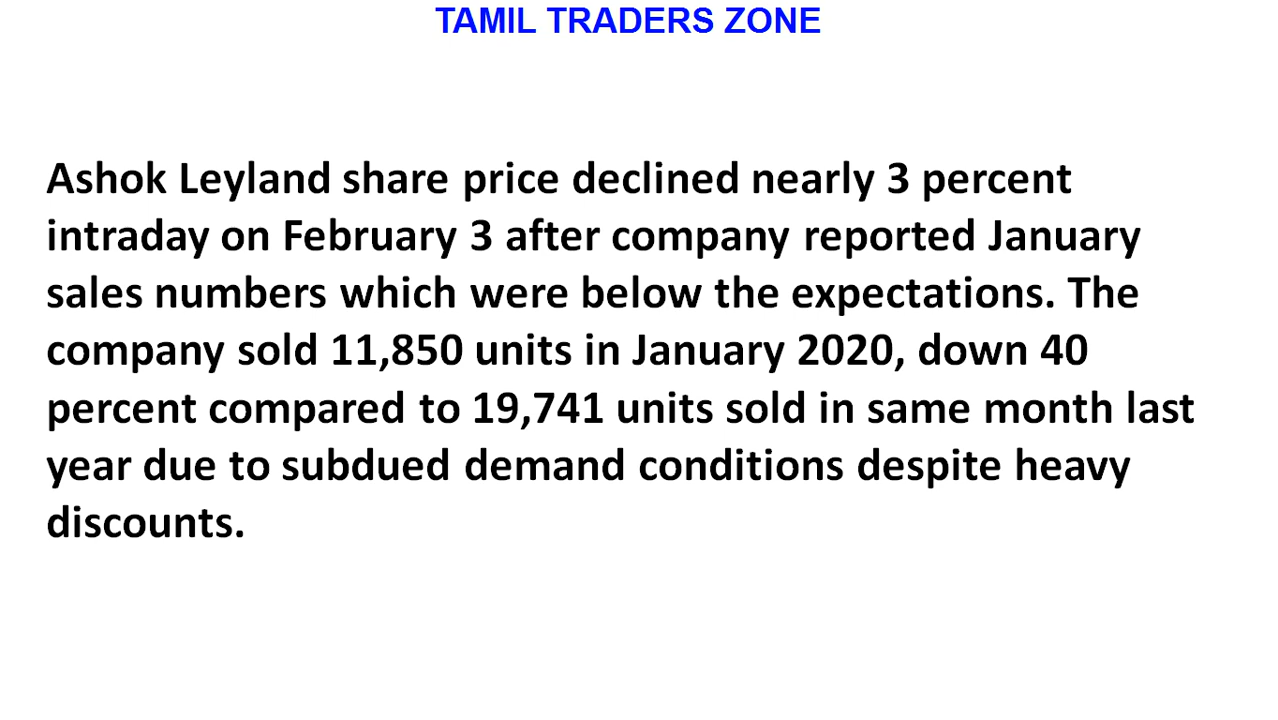 TAMIL TRADERS ZONE
Ashok Leyland share price declined nearly 3 percent
intraday on February 3 after company reported January
sales numbers which were below the expectations. The
company sold 11,850 units in January 2020, down 40
percent compared to 19,741 units sold in same month last
year due to subdued demand conditions despite heavy
discounts.